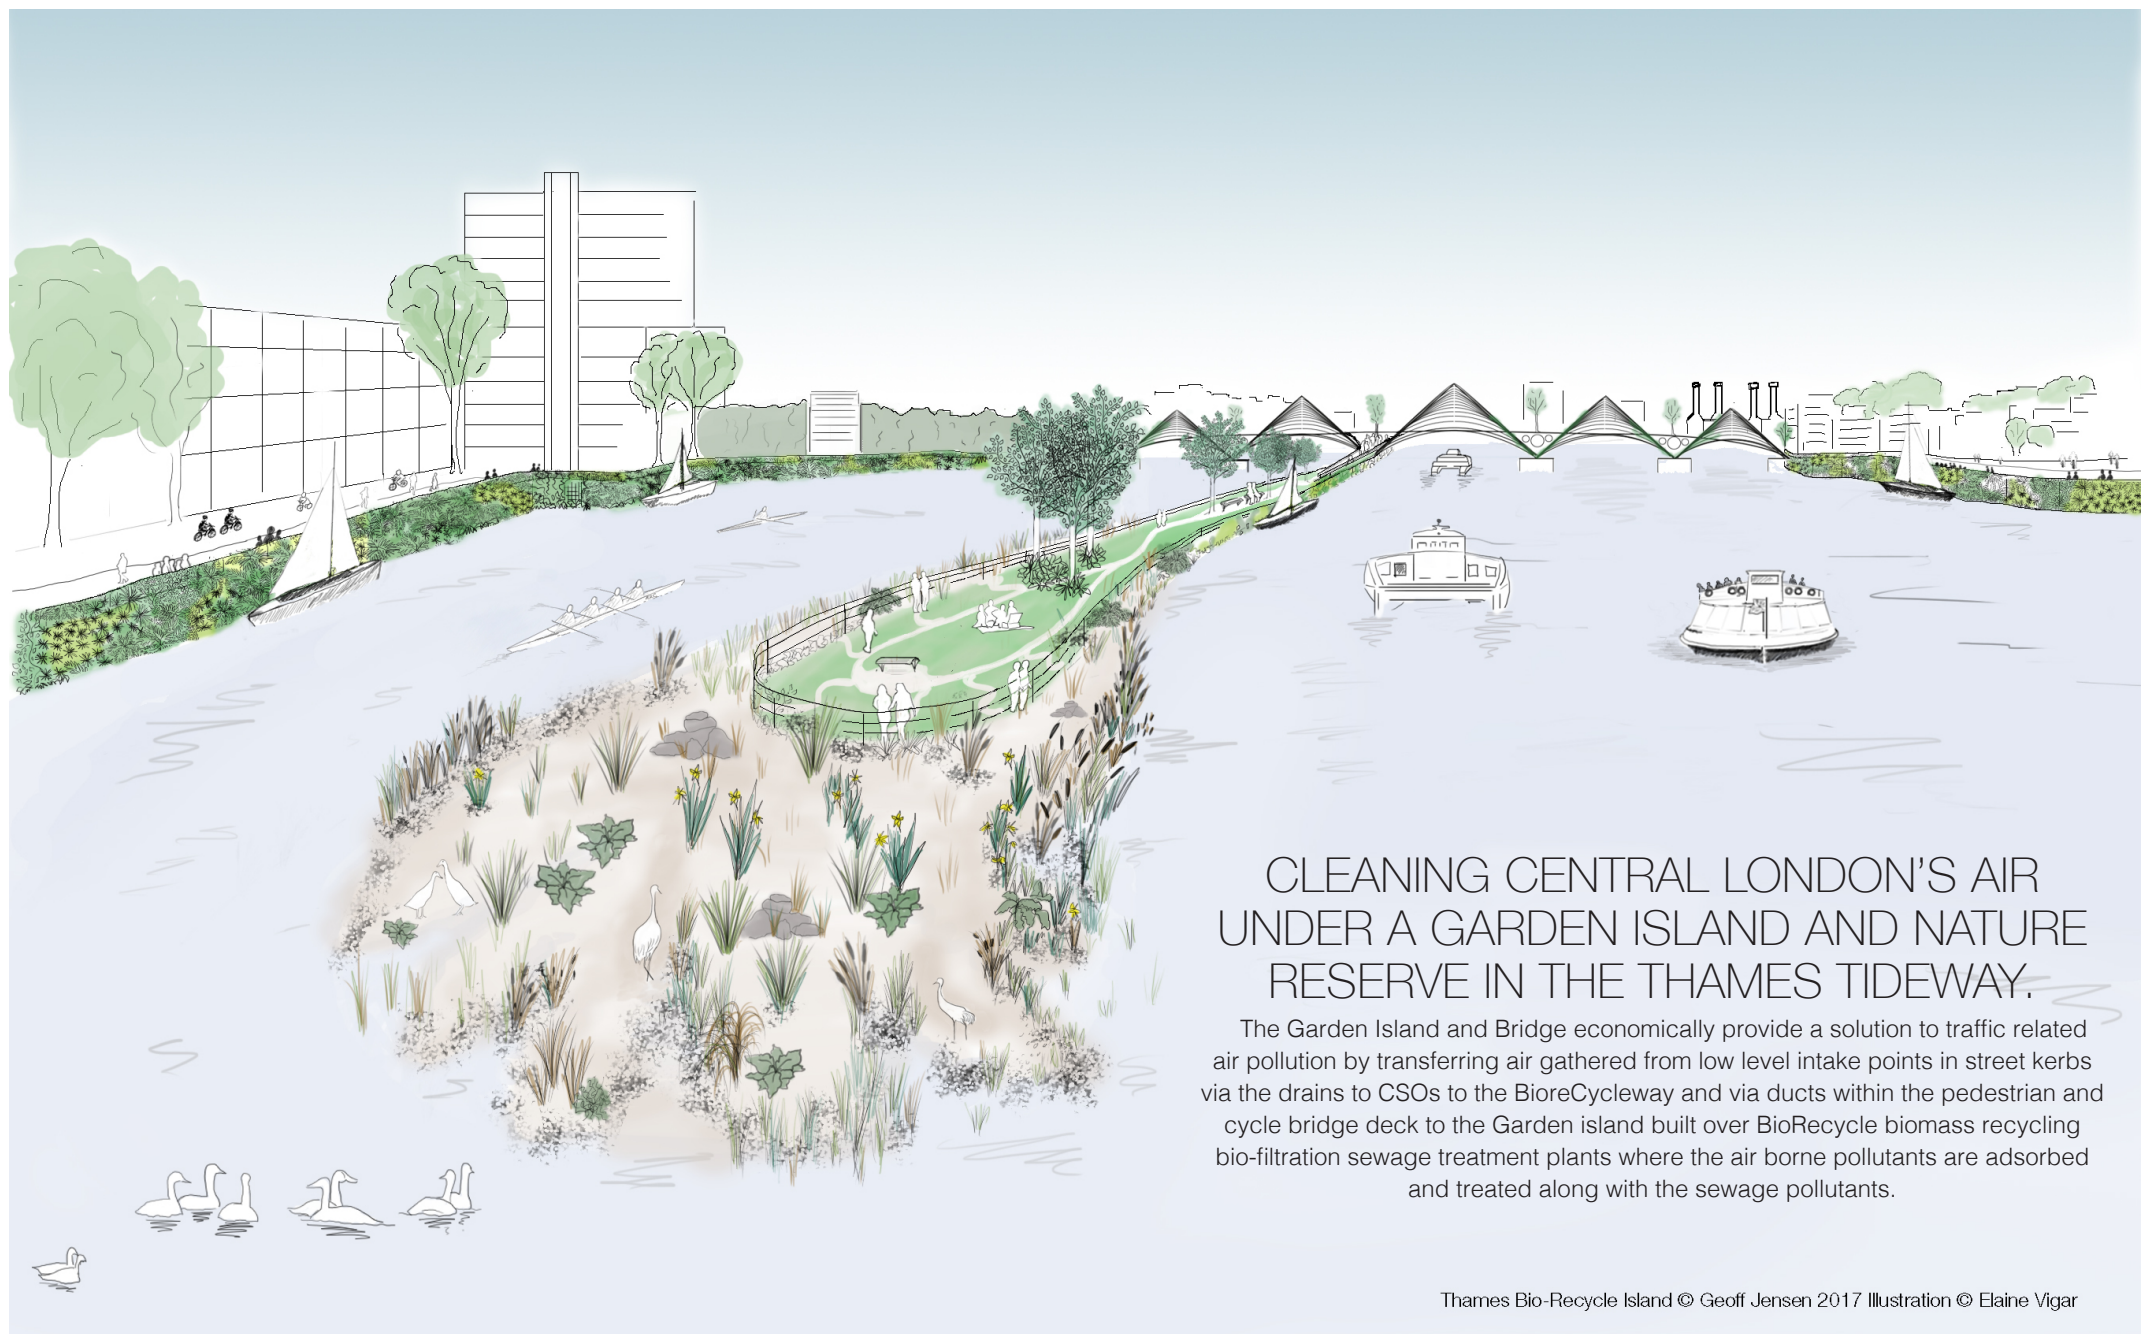 CLEANING CENTRAL LONDON'S AIR
UNDER A GARDEN ISLAND AND NATURE
RESERVE IN THE THAMES TIDEWAY.
The Garden Island and Bridge economically provide a solution to traffic related
air pollution by transferring air gathered from low level intake points in street kerbs
via the drains to CSOs to the BioreCycleway and via ducts within the pedestrian and
cycle bridge deck to the Garden island built over BioRecycle biomass recycling
bio-filtration sewage treatment plants where the air borne pollutants are adsorbed
and treated along with the sewage pollutants.
Thames Bio-Recycle Island © Geoff Jensen 2017 Illustration © Elaine Vigar